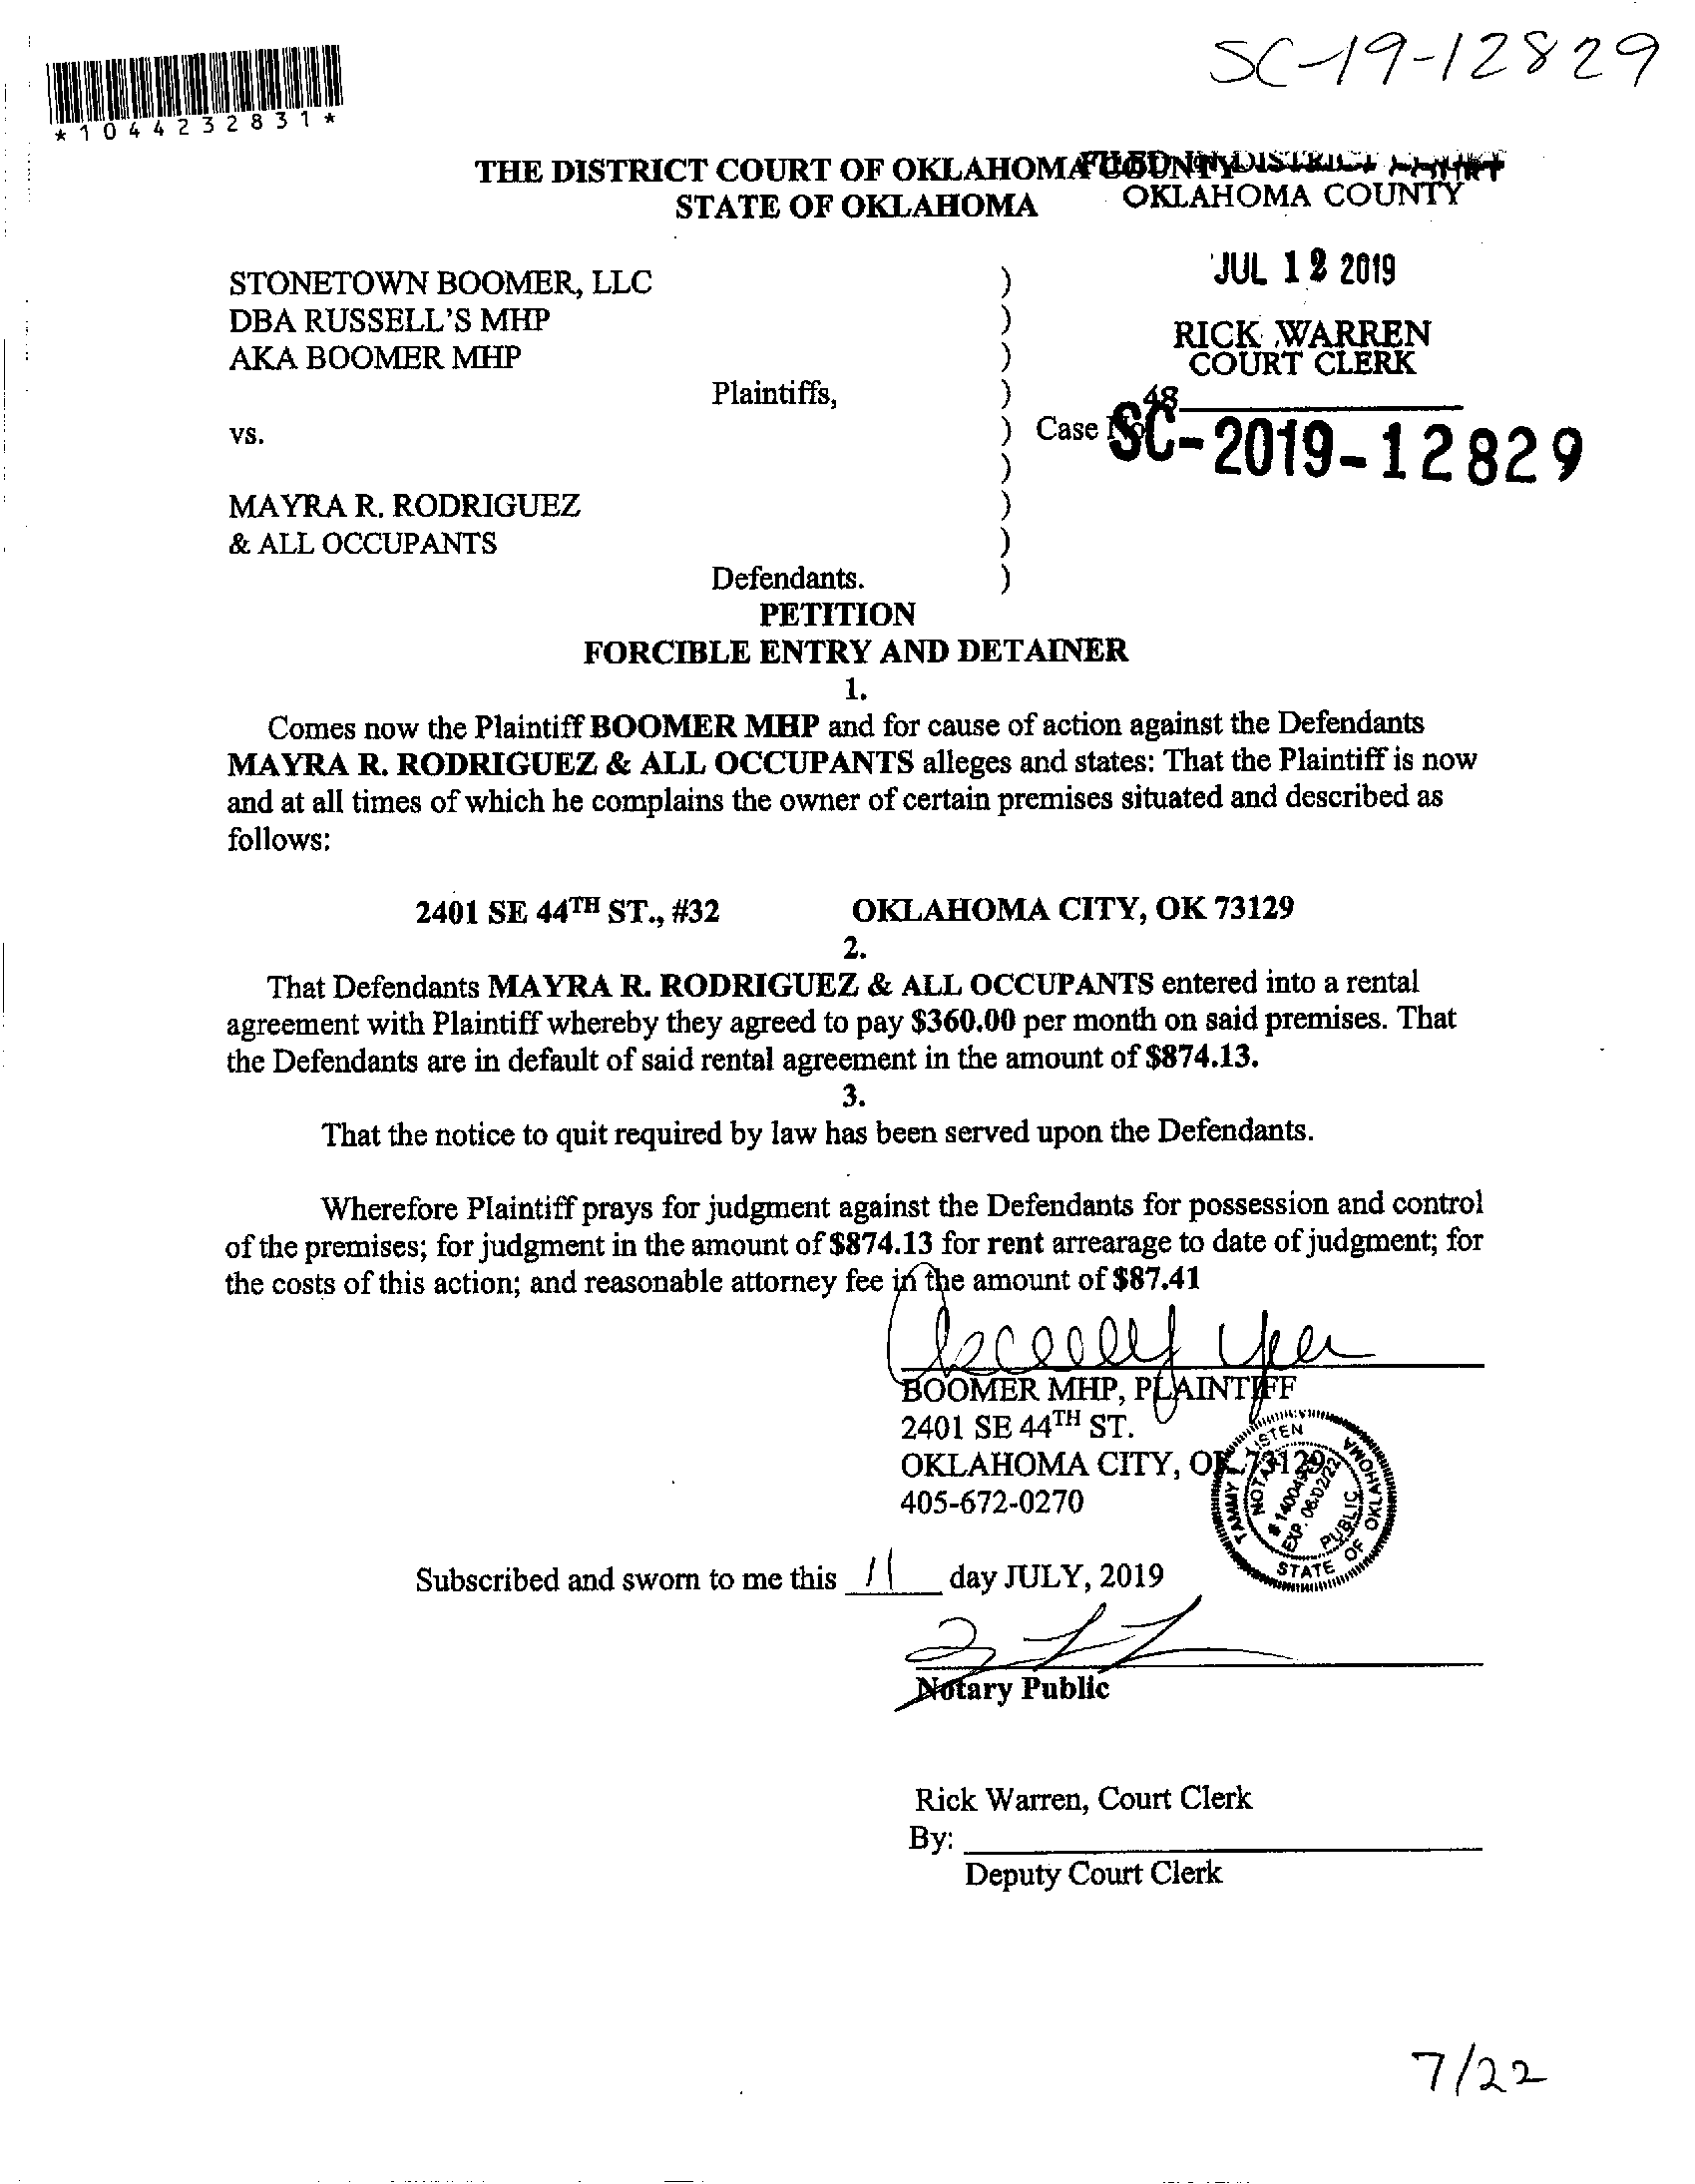 SC-19-12829
*1044232831*
THE DISTRICT COURT OF OKLAHOMA COUNTY
STATE OF OKLAHOMA
FILED IN DISTRICT COURT
OKLAHOMA COUNTY
JUL 12 2019
RICK WARREN
COURT CLERK
48
STONETOWN BOOMER, LLC )
DBA RUSSELL'S MHP )
AKA BOOMER MHP )
Plaintiffs, )
vs. ) Case No
SC-2019-12829
)
MAYRA R. RODRIGUEZ )
& ALL OCCUPANTS )
Defendants. )
PETITION
FORCIBLE ENTRY AND DETAINER
1.
Comes now the Plaintiff BOOMER MHP and for cause of action against the Defendants
MAYRA R. RODRIGUEZ & ALL OCCUPANTS alleges and states: That the Plaintiff is now
and at all times of which he complains the owner of certain premises situated and described as
follows:
2401 SE 44TH ST., #32 OKLAHOMA CITY, OK 73129
2.
That Defendants MAYRA R. RODRIGUEZ & ALL OCCUPANTS entered into a rental
agreement with Plaintiff whereby they agreed to pay $360.00 per month on said premises. That
the Defendants are in default of said rental agreement in the amount of $874.13.
3.
That the notice to quit required by law has been served upon the Defendants.
Wherefore Plaintiff prays for judgment against the Defendants for possession and control
of the premises; for judgment in the amount of $874.13 for rent arrearage to date of judgment; for
the costs of this action; and reasonable attorney fee in the amount of $87.41
BOOMER MHP, PLAINTIFF
2401 SE 44TH ST.
OKLAHOMA CITY, OK 73129
405-672-0270
TAMMY LISTEN
NOTARY PUBLIC
EXP. 06/02/22
STATE OF OKLAHOMA
Subscribed and sworn to me this 11 day JULY, 2019
Notary Public
Rick Warren, Court Clerk
By:
Deputy Court Clerk
7/22